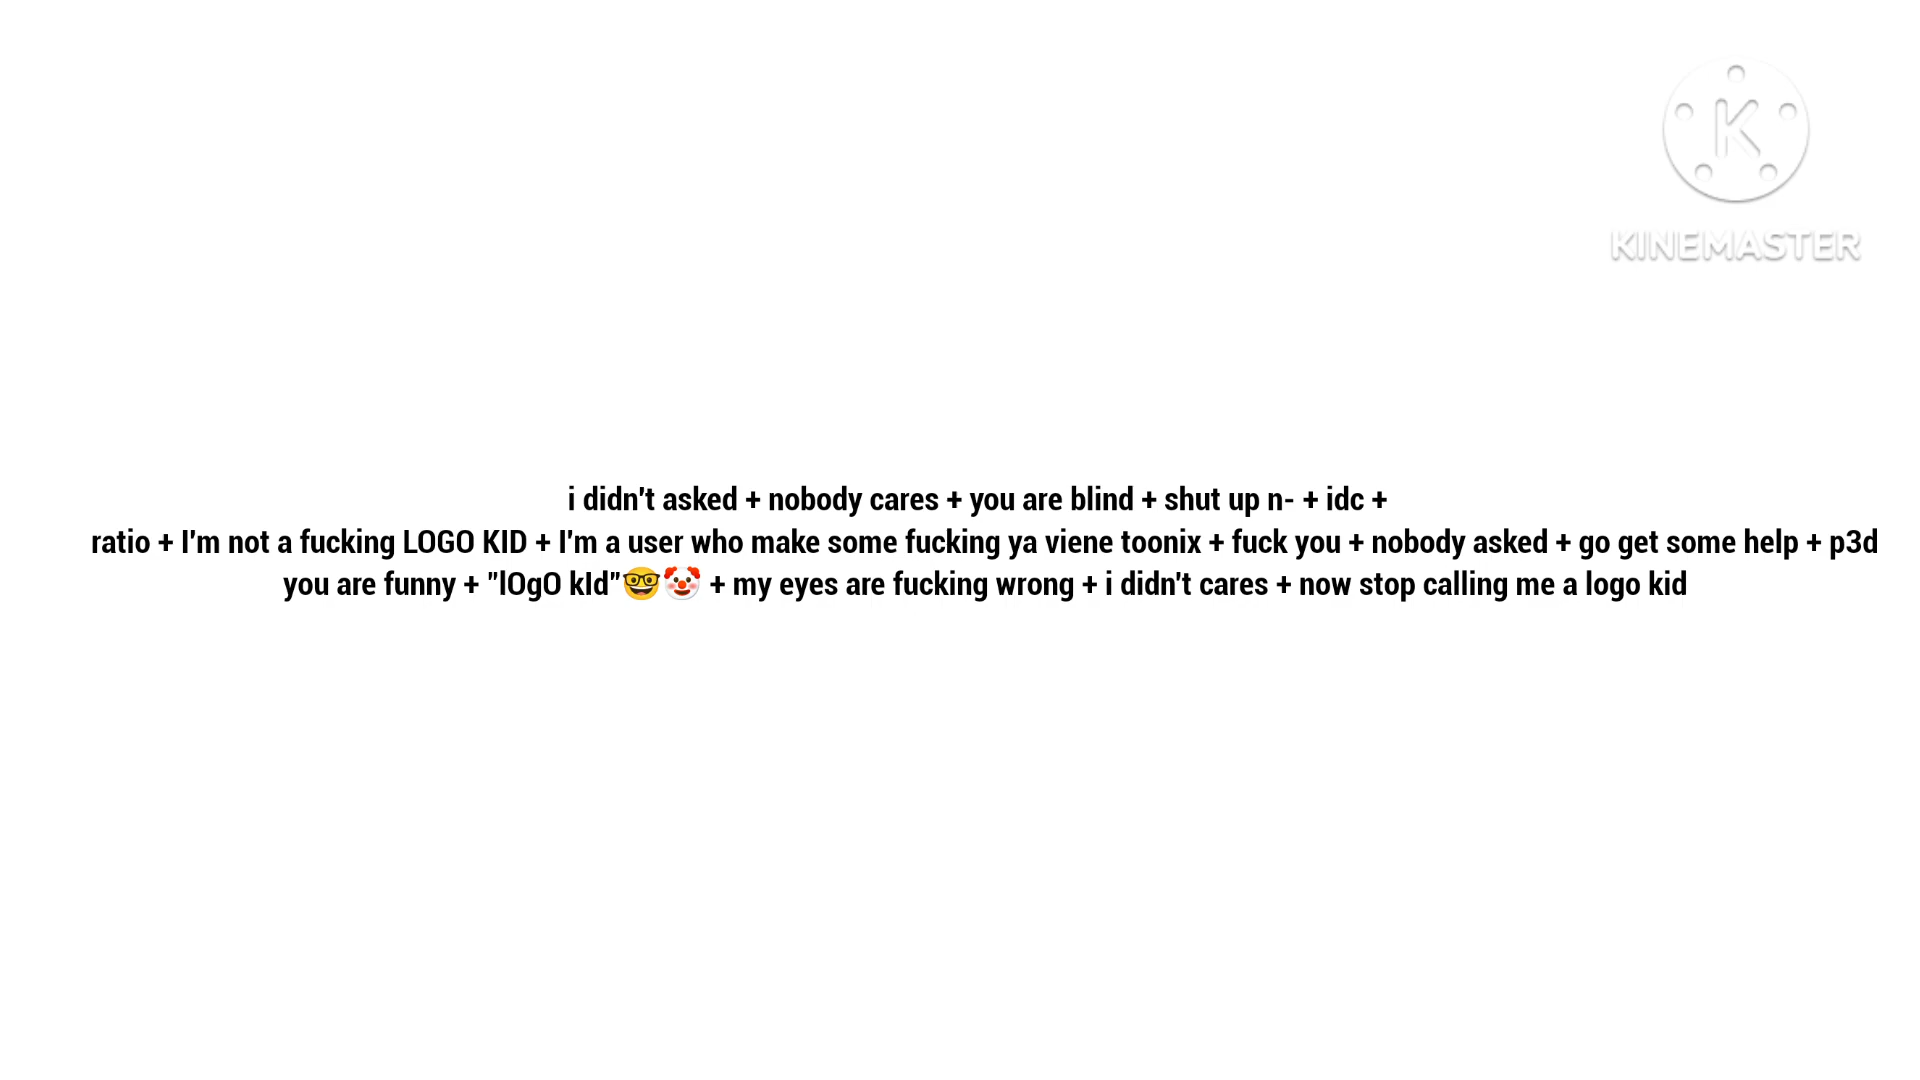 KINEMASTER
i didn't asked + nobody cares + you are blind + shut up n- + idc +
ratio + I'm not a fucking LOGO KID + I'm a user who make some fucking ya viene toonix + fuck you + nobody asked + go get some help + p3d
you are funny + "lOgO kId"🤓🤡 + my eyes are fucking wrong + i didn't cares + now stop calling me a logo kid